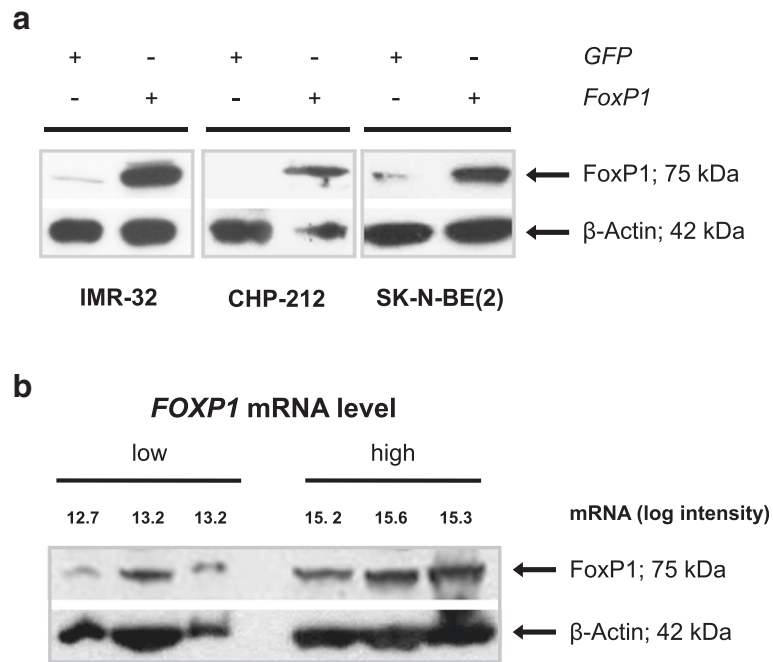 a
+ - + - + - GFP
- + - + - + FoxP1
FoxP1; 75 kDa
β-Actin; 42 kDa
IMR-32 CHP-212 SK-N-BE(2)
b
FOXP1 mRNA level
low high
12.7 13.2 13.2 15. 2 15.6 15.3 mRNA (log intensity)
FoxP1; 75 kDa
β-Actin; 42 kDa